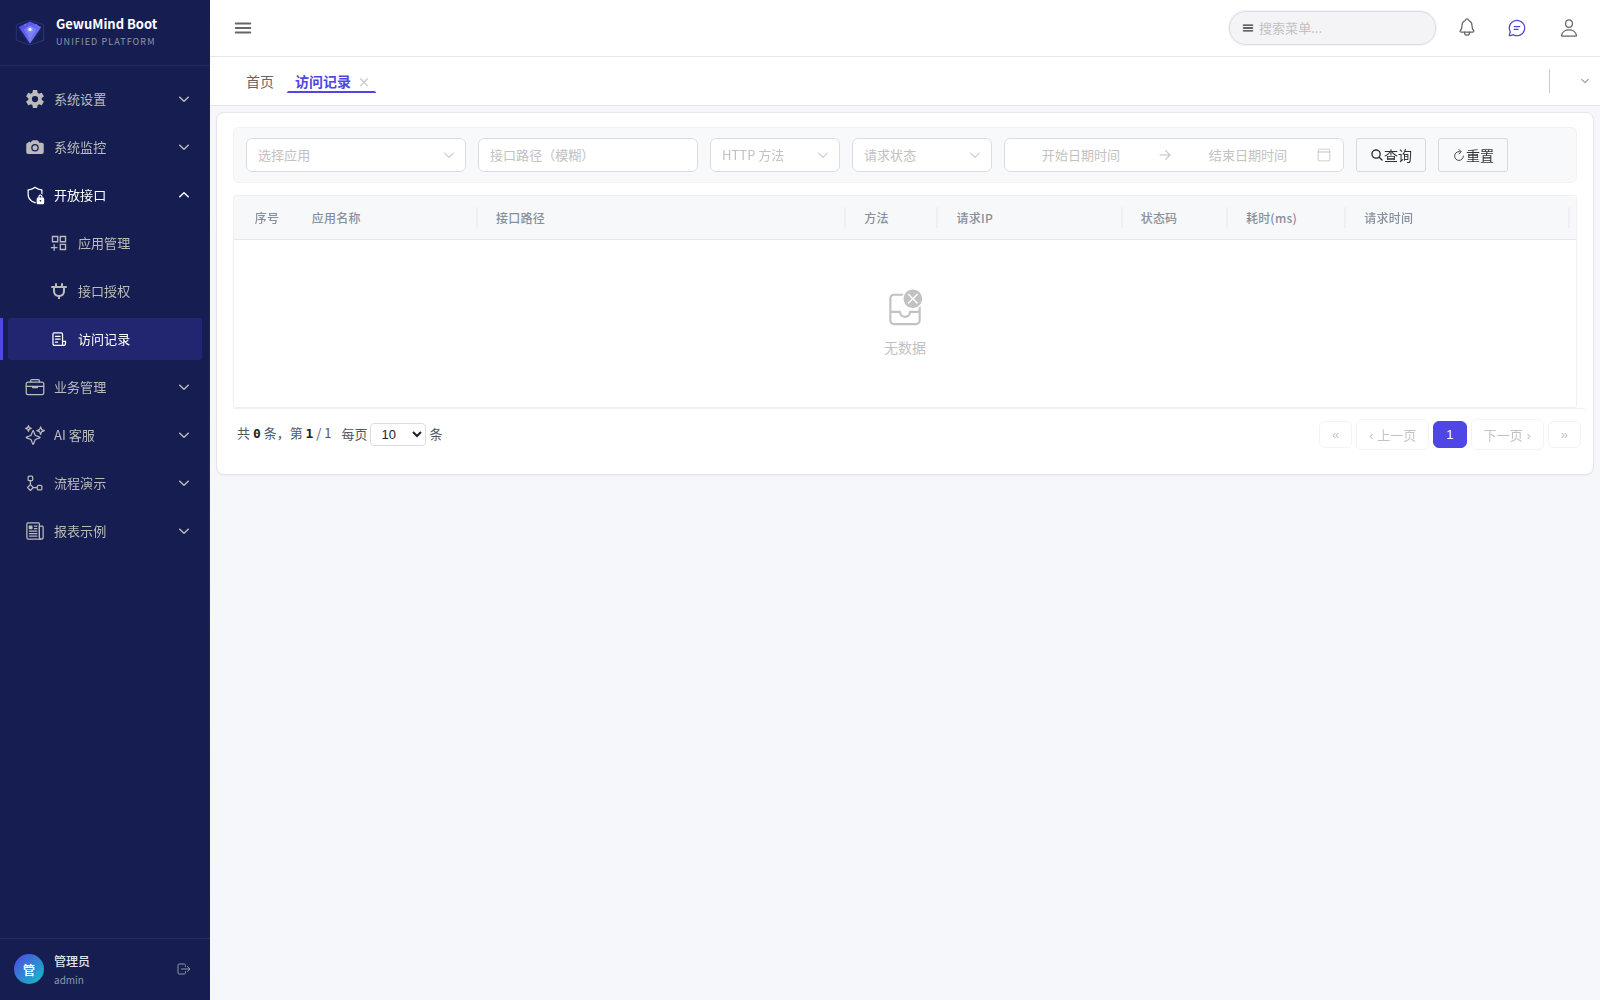 GewuMind Boot
UNIFIED PLATFORM
搜索菜单...
首页 访问记录
系统设置
系统监控
开放接口
应用管理
接口授权
访问记录
业务管理
AI 客服
流程演示
报表示例
选择应用 接口路径（模糊） HTTP 方法 请求状态 开始日期时间 → 结束日期时间 查询 重置
序号 应用名称 接口路径 方法 请求IP 状态码 耗时(ms) 请求时间
无数据
共 0 条，第 1 / 1 每页 10 条 « ‹ 上一页 1 下一页 › »
管 管理员
admin